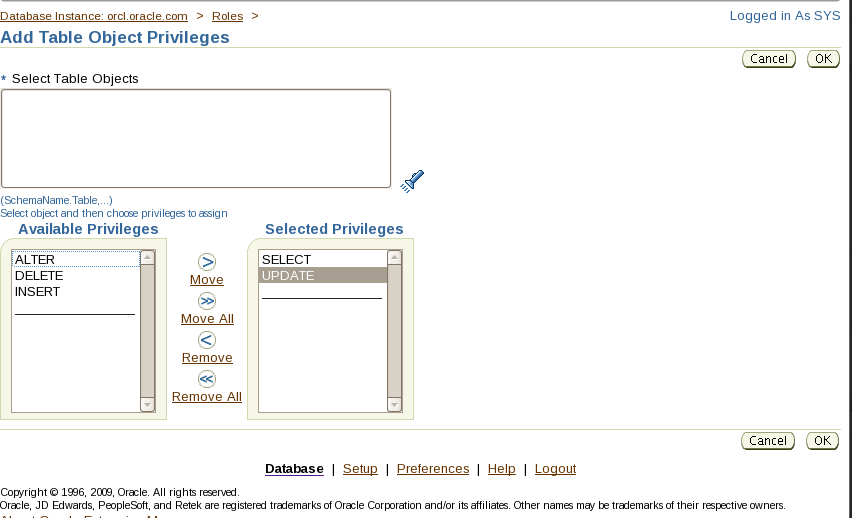 Database Instance: orcl.oracle.com > Roles >
Logged in As SYS
Add Table Object Privileges
Cancel OK
* Select Table Objects
(SchemaName.Table,...)
Select object and then choose privileges to assign
Available Privileges
Selected Privileges
ALTER
DELETE
INSERT
> Move
>> Move All
< Remove
<< Remove All
SELECT
UPDATE
Cancel OK
Database | Setup | Preferences | Help | Logout
Copyright © 1996, 2009, Oracle. All rights reserved.
Oracle, JD Edwards, PeopleSoft, and Retek are registered trademarks of Oracle Corporation and/or its affiliates. Other names may be trademarks of their respective owners.